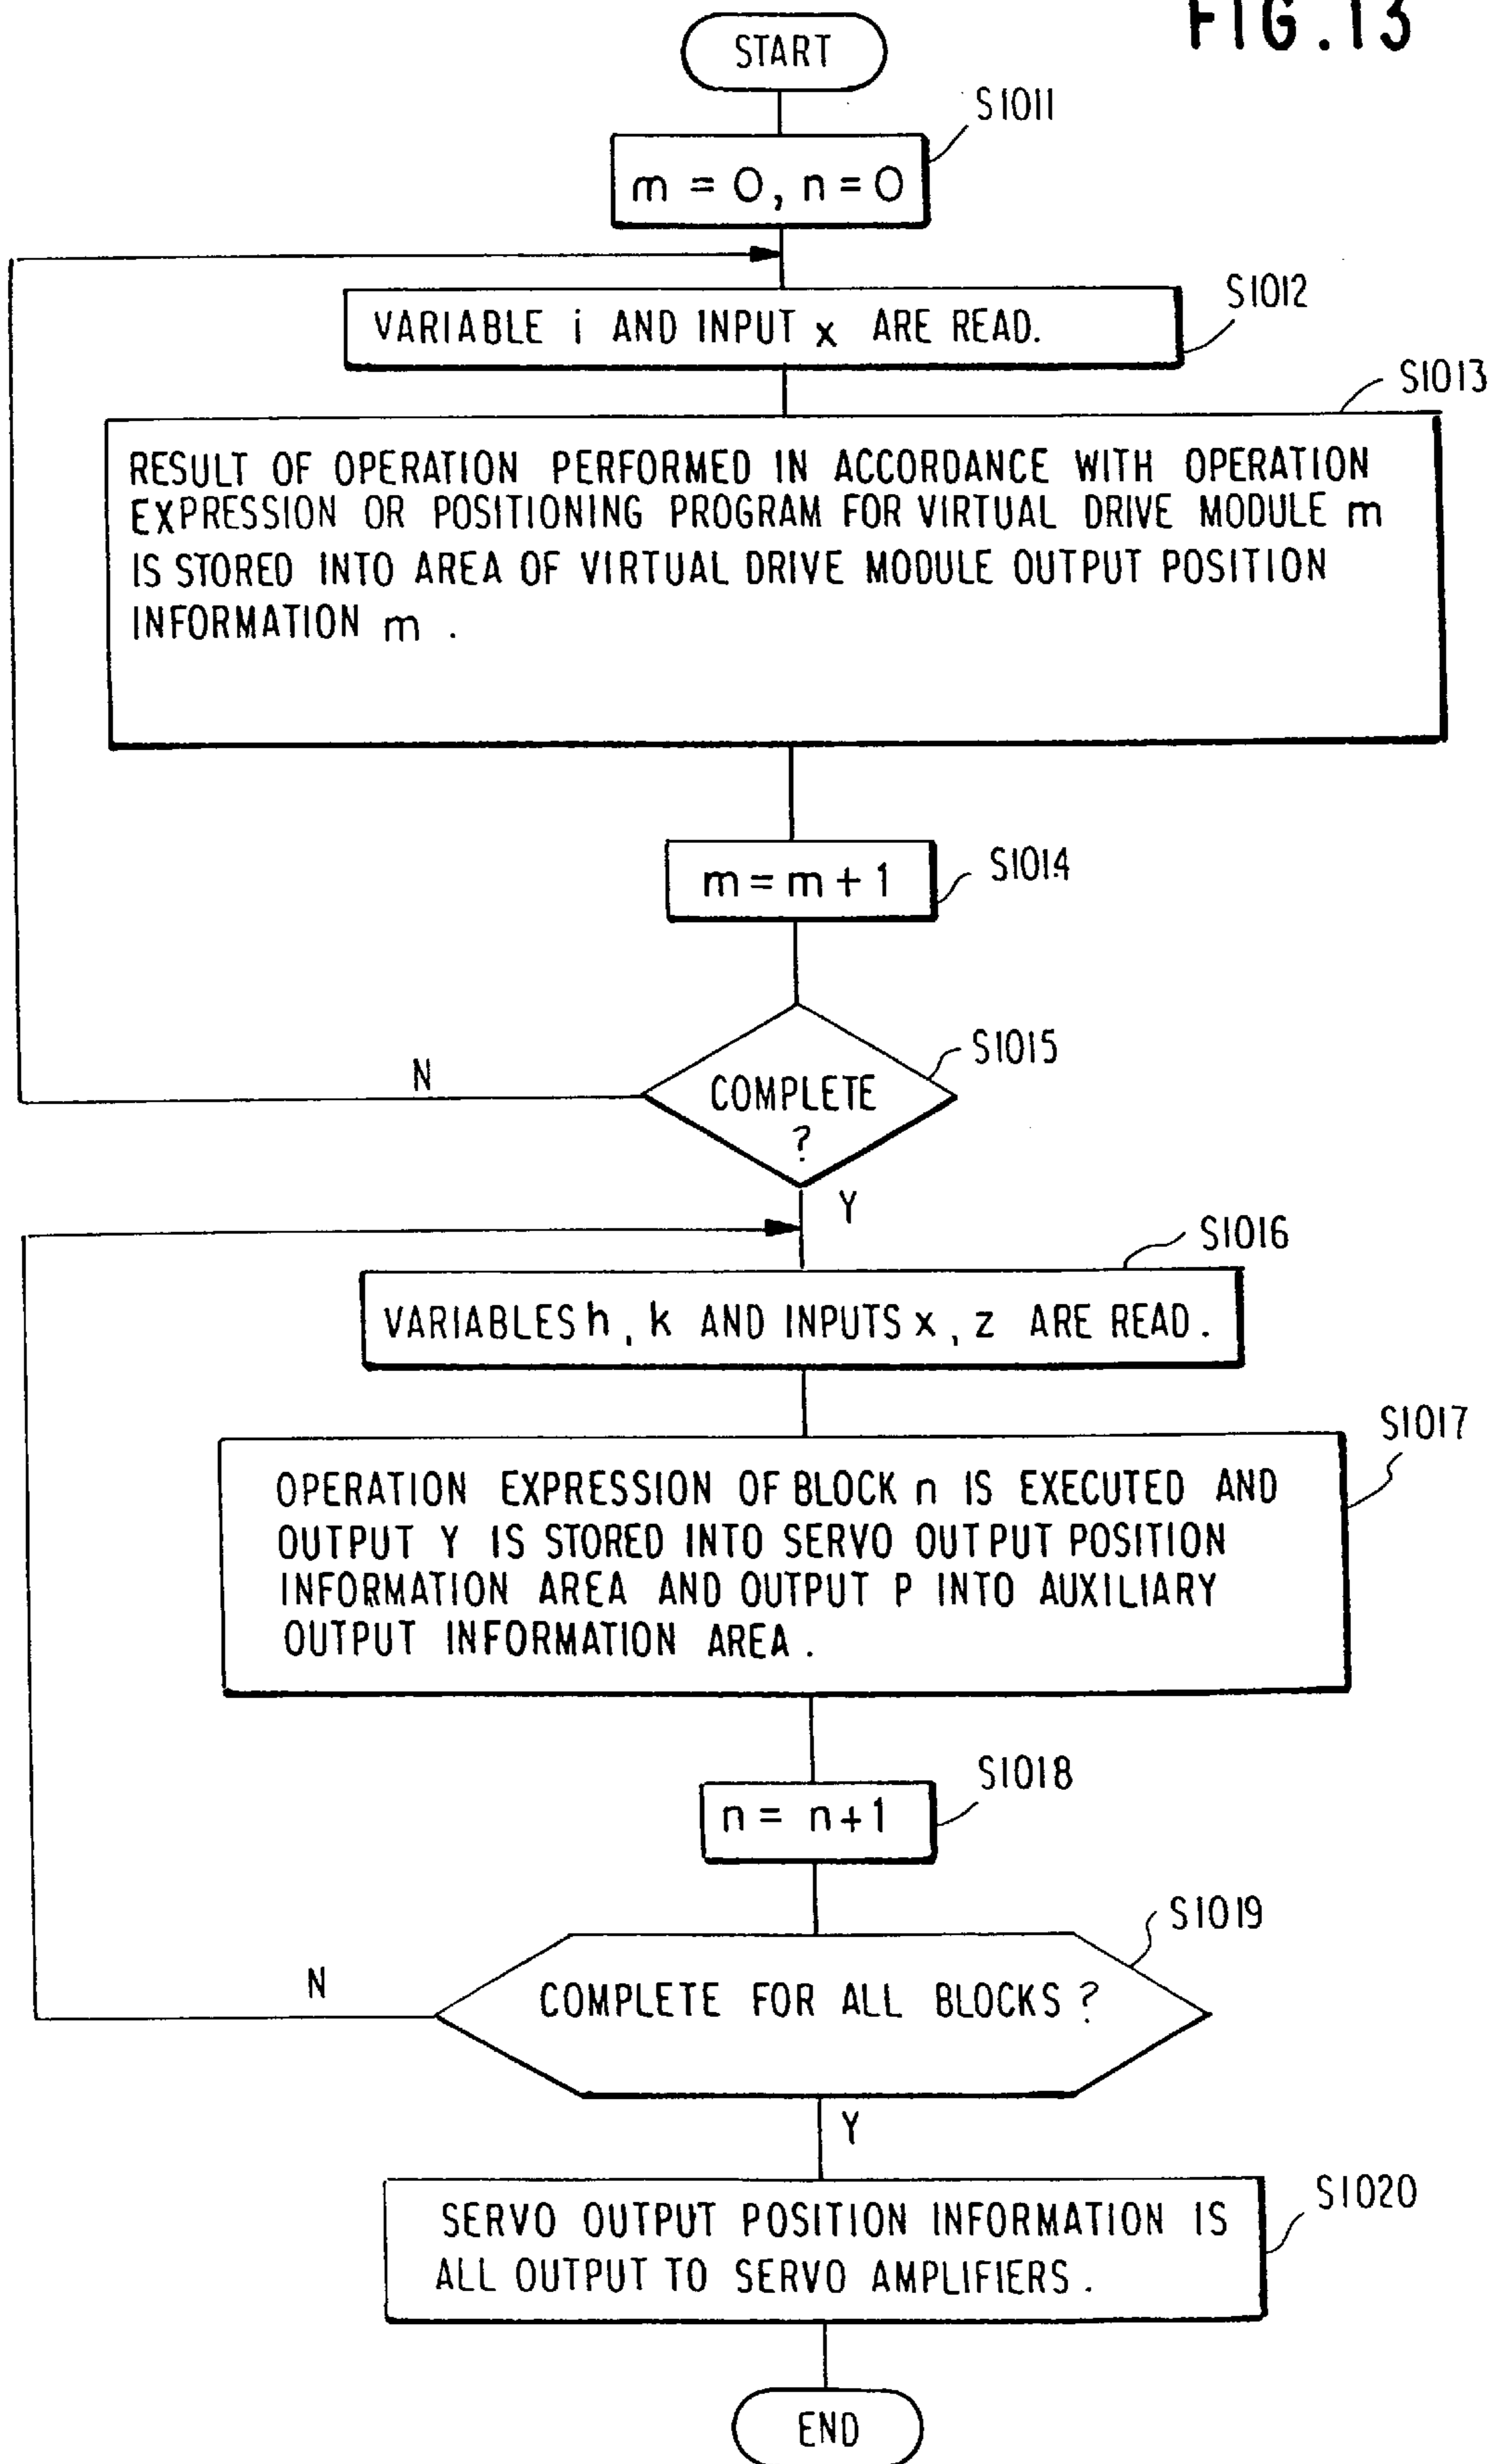 FIG.13
START
S1011
m = 0, n = 0
S1012
VARIABLE i AND INPUT x ARE READ.
S1013
RESULT OF OPERATION PERFORMED IN ACCORDANCE WITH OPERATION
EXPRESSION OR POSITIONING PROGRAM FOR VIRTUAL DRIVE MODULE m
IS STORED INTO AREA OF VIRTUAL DRIVE MODULE OUTPUT POSITION
INFORMATION m .
m = m + 1
S1014
S1015
COMPLETE
?
N
Y
S1016
VARIABLES h, k AND INPUTS x, z ARE READ.
S1017
OPERATION EXPRESSION OF BLOCK n IS EXECUTED AND
OUTPUT Y IS STORED INTO SERVO OUTPUT POSITION
INFORMATION AREA AND OUTPUT P INTO AUXILIARY
OUTPUT INFORMATION AREA.
S1018
n = n+1
S1019
COMPLETE FOR ALL BLOCKS ?
N
Y
S1020
SERVO OUTPUT POSITION INFORMATION IS
ALL OUTPUT TO SERVO AMPLIFIERS.
END